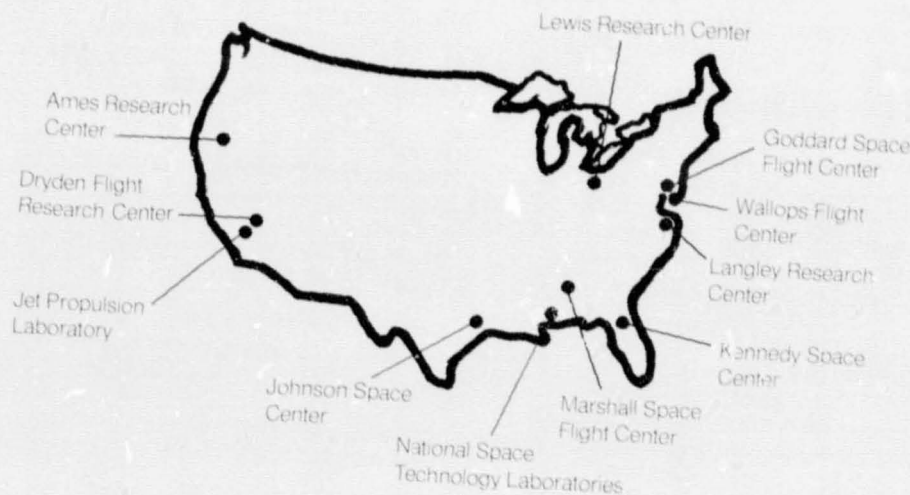 Lewis Research Center
Ames Research
Center
Goddard Space
Flight Center
Dryden Flight
Research Center
Wallops Flight
Center
Langley Research
Center
Jet Propulsion
Laboratory
Kennedy Space
Center
Johnson Space
Center
Marshall Space
Flight Center
National Space
Technology Laboratories